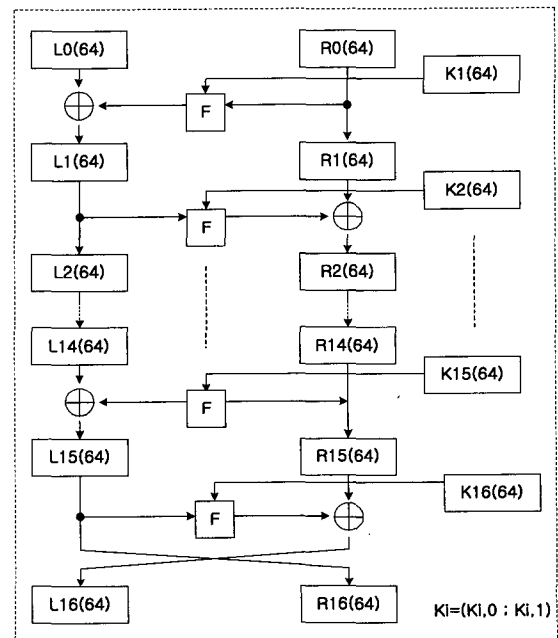 L0(64)
R0(64)
K1(64)
F
L1(64)
R1(64)
K2(64)
F
L2(64)
R2(64)
L14(64)
R14(64)
K15(64)
F
L15(64)
R15(64)
K16(64)
F
L16(64)
R16(64)
Ki=(Ki,0 ; Ki,1)